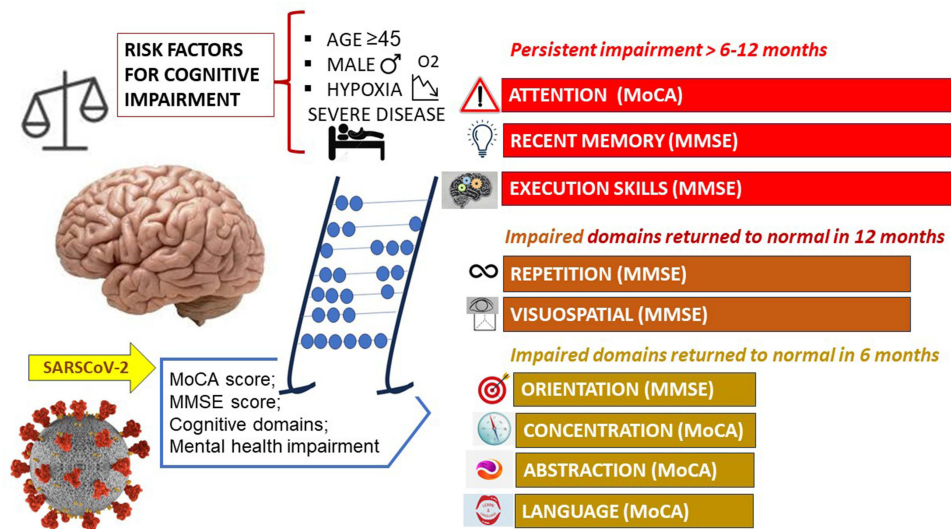 RISK FACTORS
FOR COGNITIVE
IMPAIRMENT
▪ AGE ≥45
▪ MALE ♂ O2
▪ HYPOXIA
SEVERE DISEASE
SARSCoV-2
MoCA score;
MMSE score;
Cognitive domains;
Mental health impairment
Persistent impairment > 6-12 months
ATTENTION (MoCA)
RECENT MEMORY (MMSE)
EXECUTION SKILLS (MMSE)
Impaired domains returned to normal in 12 months
REPETITION (MMSE)
VISUOSPATIAL (MMSE)
Impaired domains returned to normal in 6 months
ORIENTATION (MMSE)
CONCENTRATION (MoCA)
ABSTRACTION (MoCA)
LANGUAGE (MoCA)